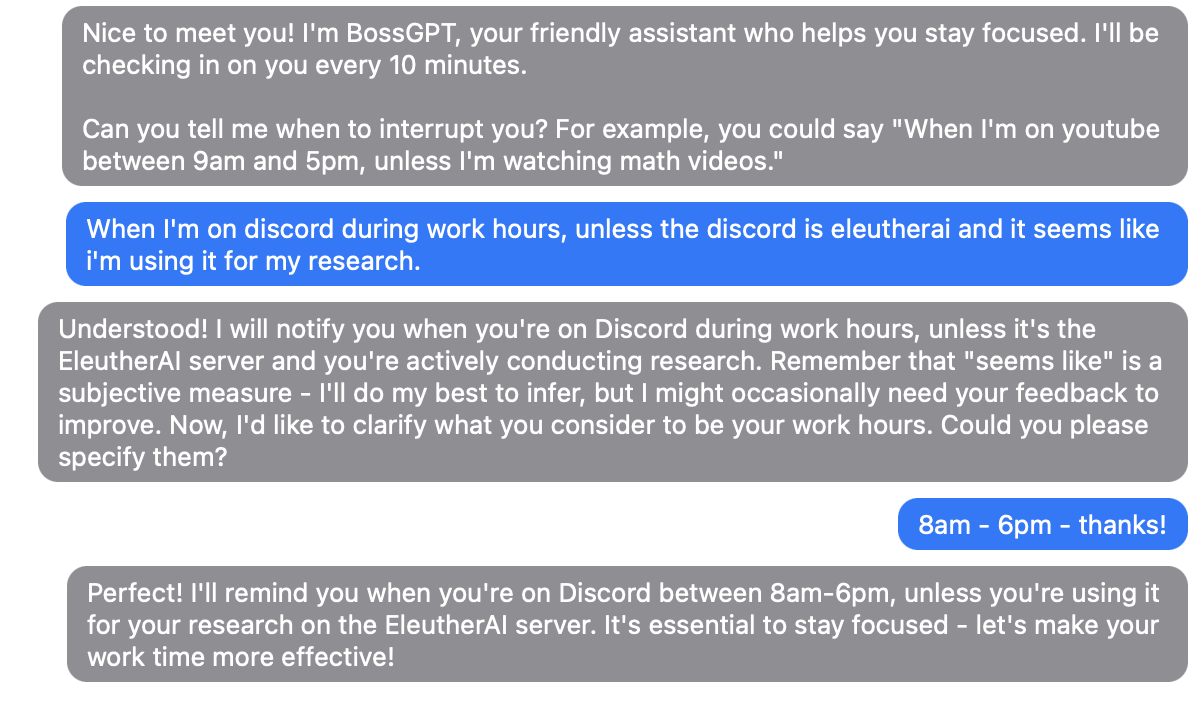 Nice to meet you! I'm BossGPT, your friendly assistant who helps you stay focused. I'll be
checking in on you every 10 minutes.
Can you tell me when to interrupt you? For example, you could say "When I'm on youtube
between 9am and 5pm, unless I'm watching math videos."
When I'm on discord during work hours, unless the discord is eleutherai and it seems like
i'm using it for my research.
Understood! I will notify you when you're on Discord during work hours, unless it's the
EleutherAI server and you're actively conducting research. Remember that "seems like" is a
subjective measure - I'll do my best to infer, but I might occasionally need your feedback to
improve. Now, I'd like to clarify what you consider to be your work hours. Could you please
specify them?
8am - 6pm - thanks!
Perfect! I'll remind you when you're on Discord between 8am-6pm, unless you're using it
for your research on the EleutherAI server. It's essential to stay focused - let's make your
work time more effective!